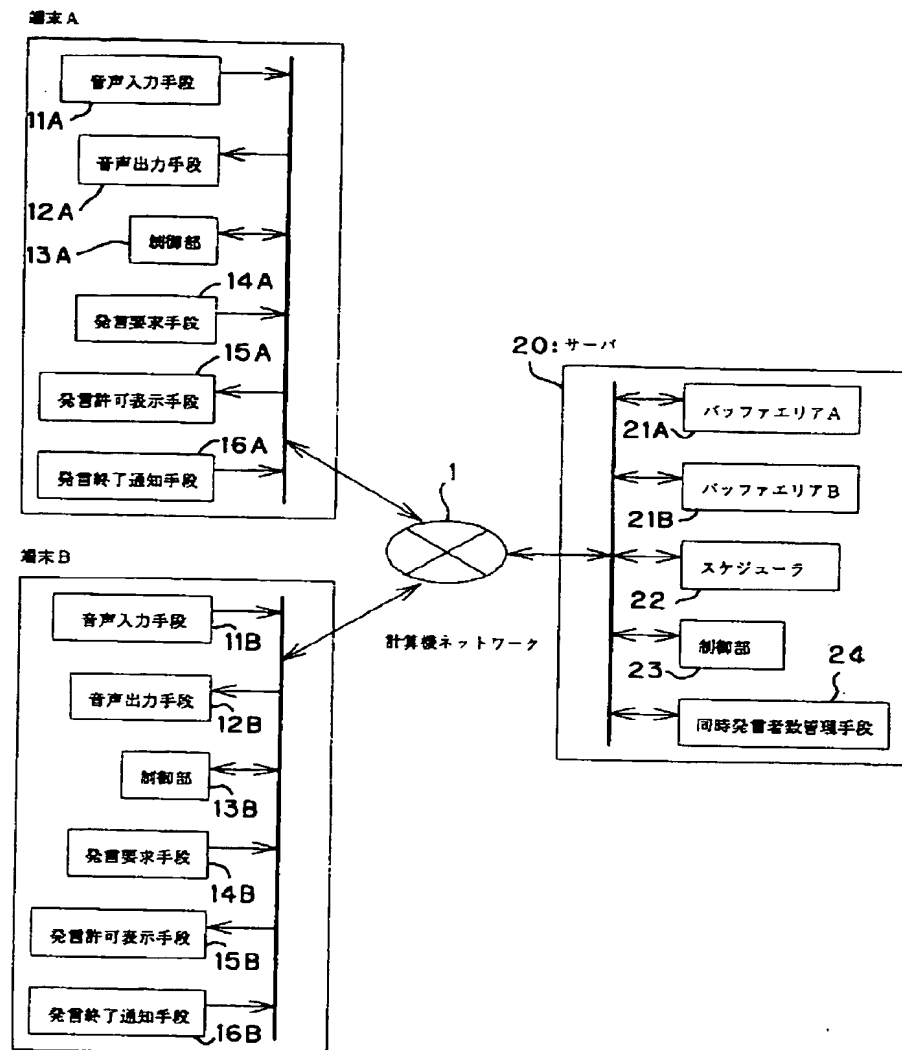 端末A
音声入力手段
11A
音声出力手段
12A
制御部
13A
14A
発言要求手段
15A
発言許可表示手段
16A
発言終了通知手段
端末B
音声入力手段
11B
音声出力手段
12B
制御部
13B
発言要求手段
14B
発言許可表示手段
15B
発言終了通知手段
16B
1
計算機ネットワーク
20:サーバ
バッファエリアA
21A
バッファエリアB
21B
スケジューラ
22
制御部
23
24
同時発言者数管理手段